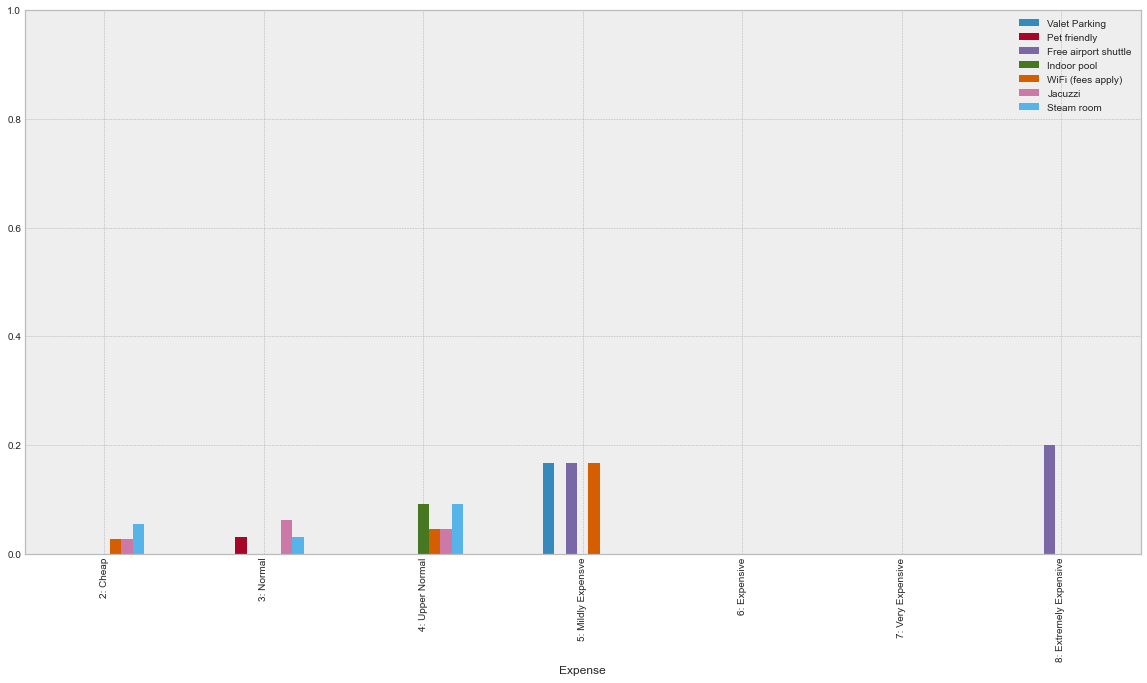 1.0
0.8
0.6
0.4
0.2
0.0
Valet Parking
Pet friendly
Free airport shuttle
Indoor pool
WiFi (fees apply)
Jacuzzi
Steam room
2: Cheap
3: Normal
4: Upper Normal
5: Mildly Expensve
6: Expensive
7: Very Expensive
8: Extremely Expensive
Expense